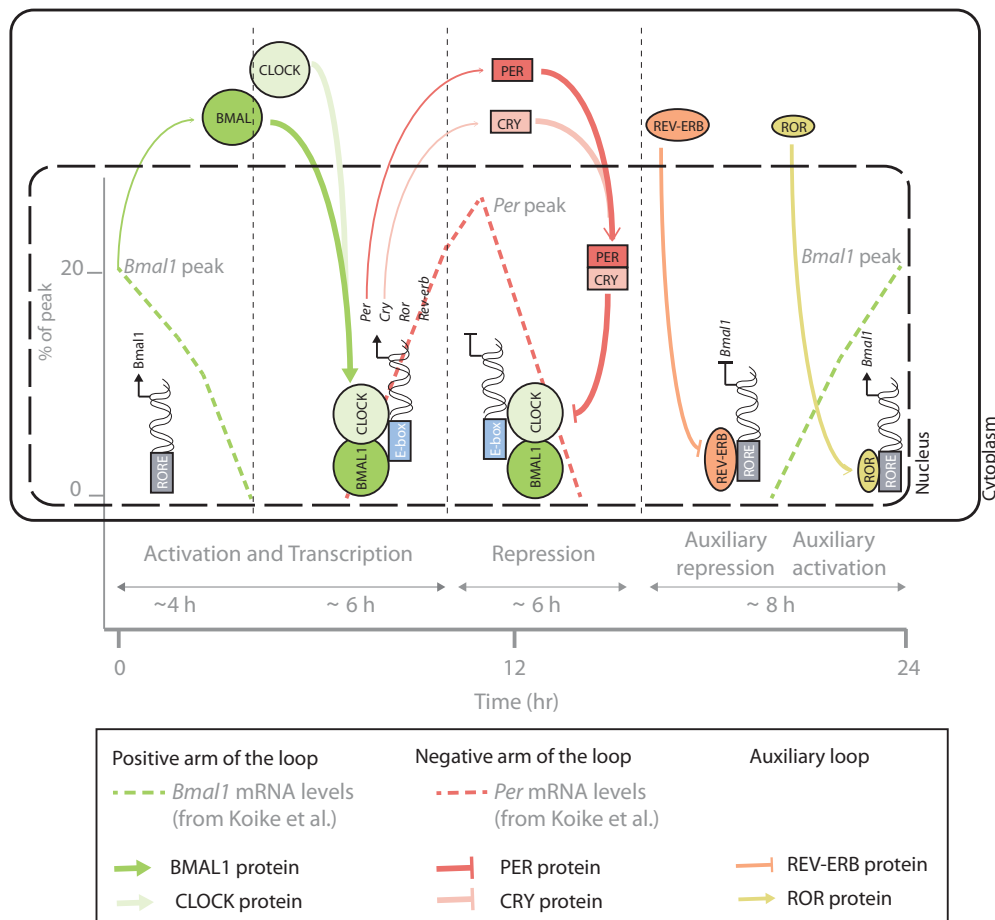 CLOCK
BMAL
PER
CRY
REV-ERB
ROR
% of peak
20
0
Bmal1 peak
Bmal1
RORE
Per
Cry
Ror
Rev-erb
CLOCK
BMAL1
E-box
Per peak
PER
CRY
E-box
CLOCK
BMAL1
Bmal1
REV-ERB
RORE
Bmal1 peak
Bmal1
ROR
RORE
Nucleus
Cytoplasm
Activation and Transcription
Repression
Auxiliary
repression
Auxiliary
activation
~4 h
~ 6 h
~ 6 h
~ 8 h
0
12
24
Time (hr)
Positive arm of the loop
Bmal1 mRNA levels
(from Koike et al.)
BMAL1 protein
CLOCK protein
Negative arm of the loop
Per mRNA levels
(from Koike et al.)
PER protein
CRY protein
Auxiliary loop
REV-ERB protein
ROR protein